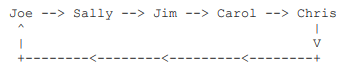 Joe --> Sally --> Jim --> Carol --> Chris
^ |
| V
+--------<---------<---------<--------+